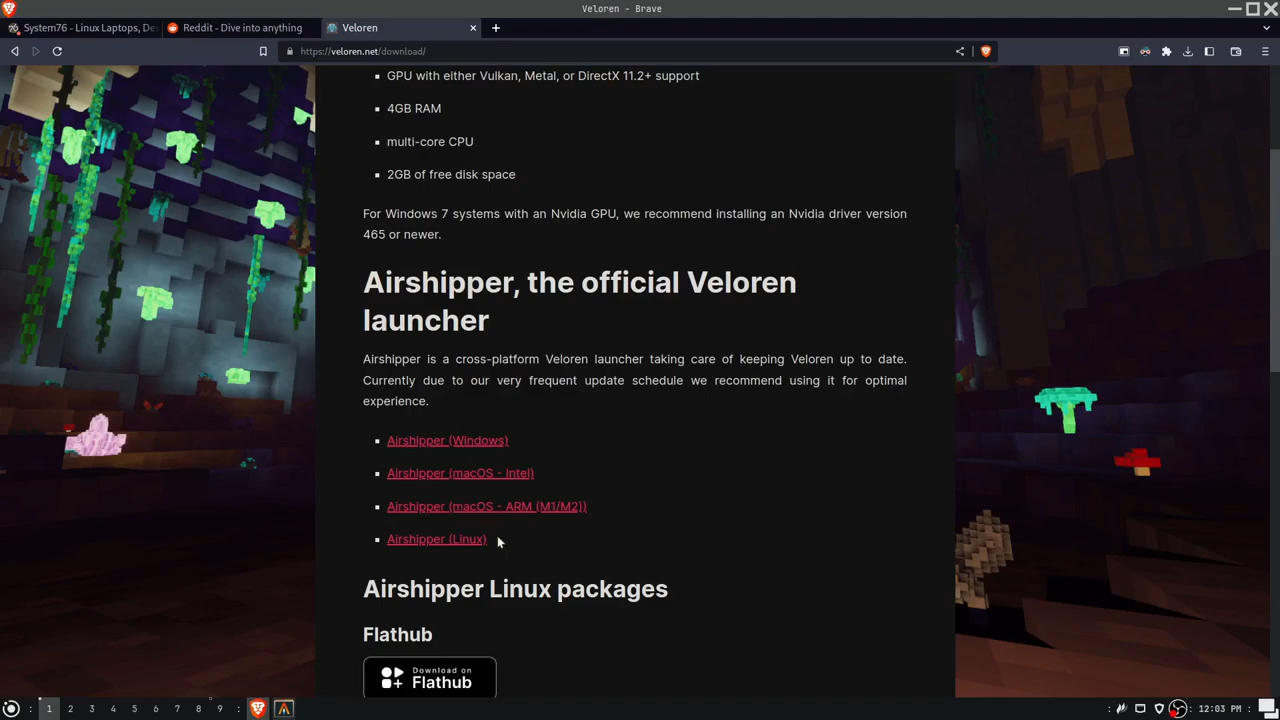 Veloren - Brave
System76 - Linux Laptops, De
Reddit - Dive into anything
Veloren
https://veloren.net/download/
GPU with either Vulkan, Metal, or DirectX 11.2+ support
4GB RAM
multi-core CPU
2GB of free disk space
For Windows 7 systems with an Nvidia GPU, we recommend installing an Nvidia driver version
465 or newer.
Airshipper, the official Veloren
launcher
Airshipper is a cross-platform Veloren launcher taking care of keeping Veloren up to date.
Currently due to our very frequent update schedule we recommend using it for optimal
experience.
Airshipper (Windows)
Airshipper (macOS - Intel)
Airshipper (macOS - ARM (M1/M2))
Airshipper (Linux)
Airshipper Linux packages
Flathub
Download on
Flathub
: 1 2 3 4 5 6 7 8 9 : : 12:03 PM :